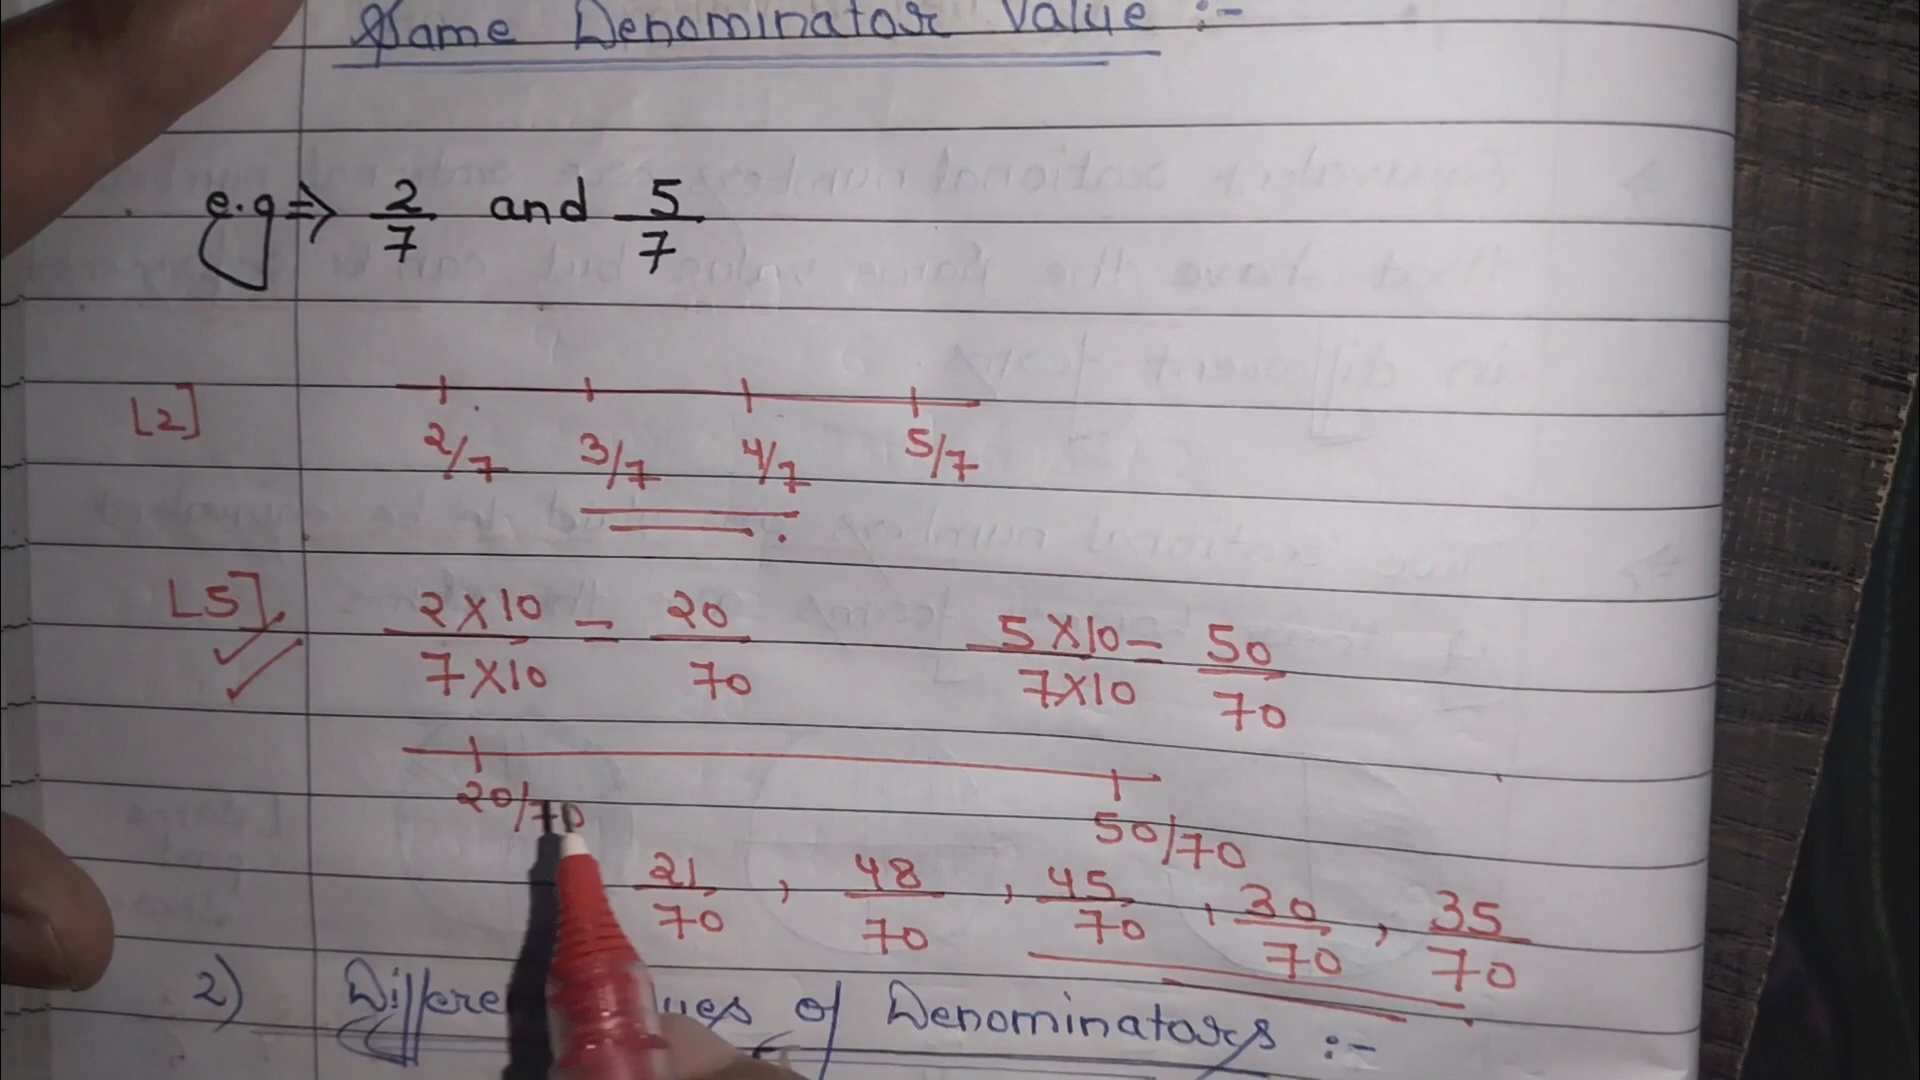 Same Denominator Value :-
e.g => 2/7 and 5/7
[2] 2/7 3/7 4/7 5/7
[5] 2×10/7×10 = 20/70 5×10/7×10 = 50/70
20/70 50/70
21/70 , 48/70 , 45/70 , 30/70 , 35/70
2) of Denominators :-